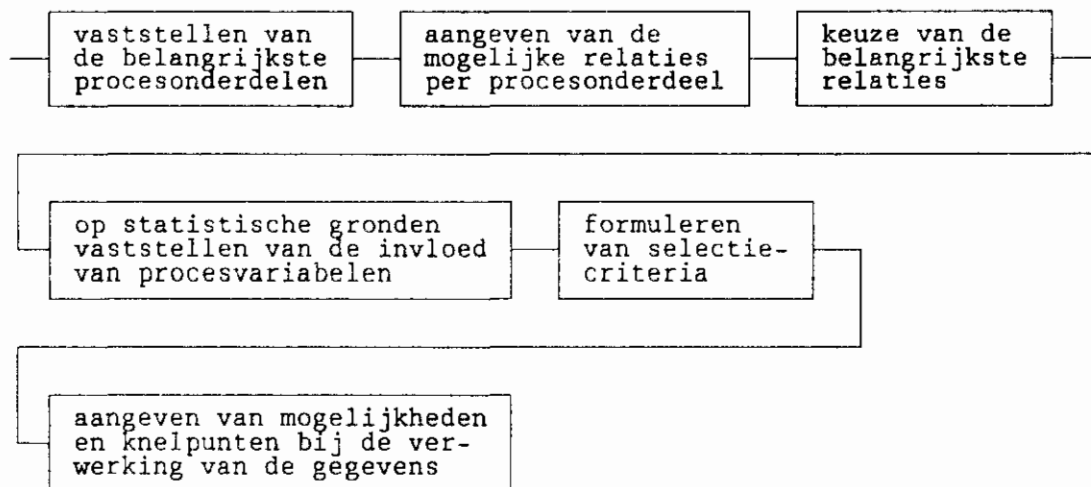 vaststellen van
de belangrijkste
procesonderdelen
aangeven van de
mogelijke relaties
per procesonderdeel
keuze van de
belangrijkste
relaties
op statistische gronden
vaststellen van de invloed
van procesvariabelen
formuleren
van selectie-
criteria
aangeven van mogelijkheden
en knelpunten bij de ver-
werking van de gegevens